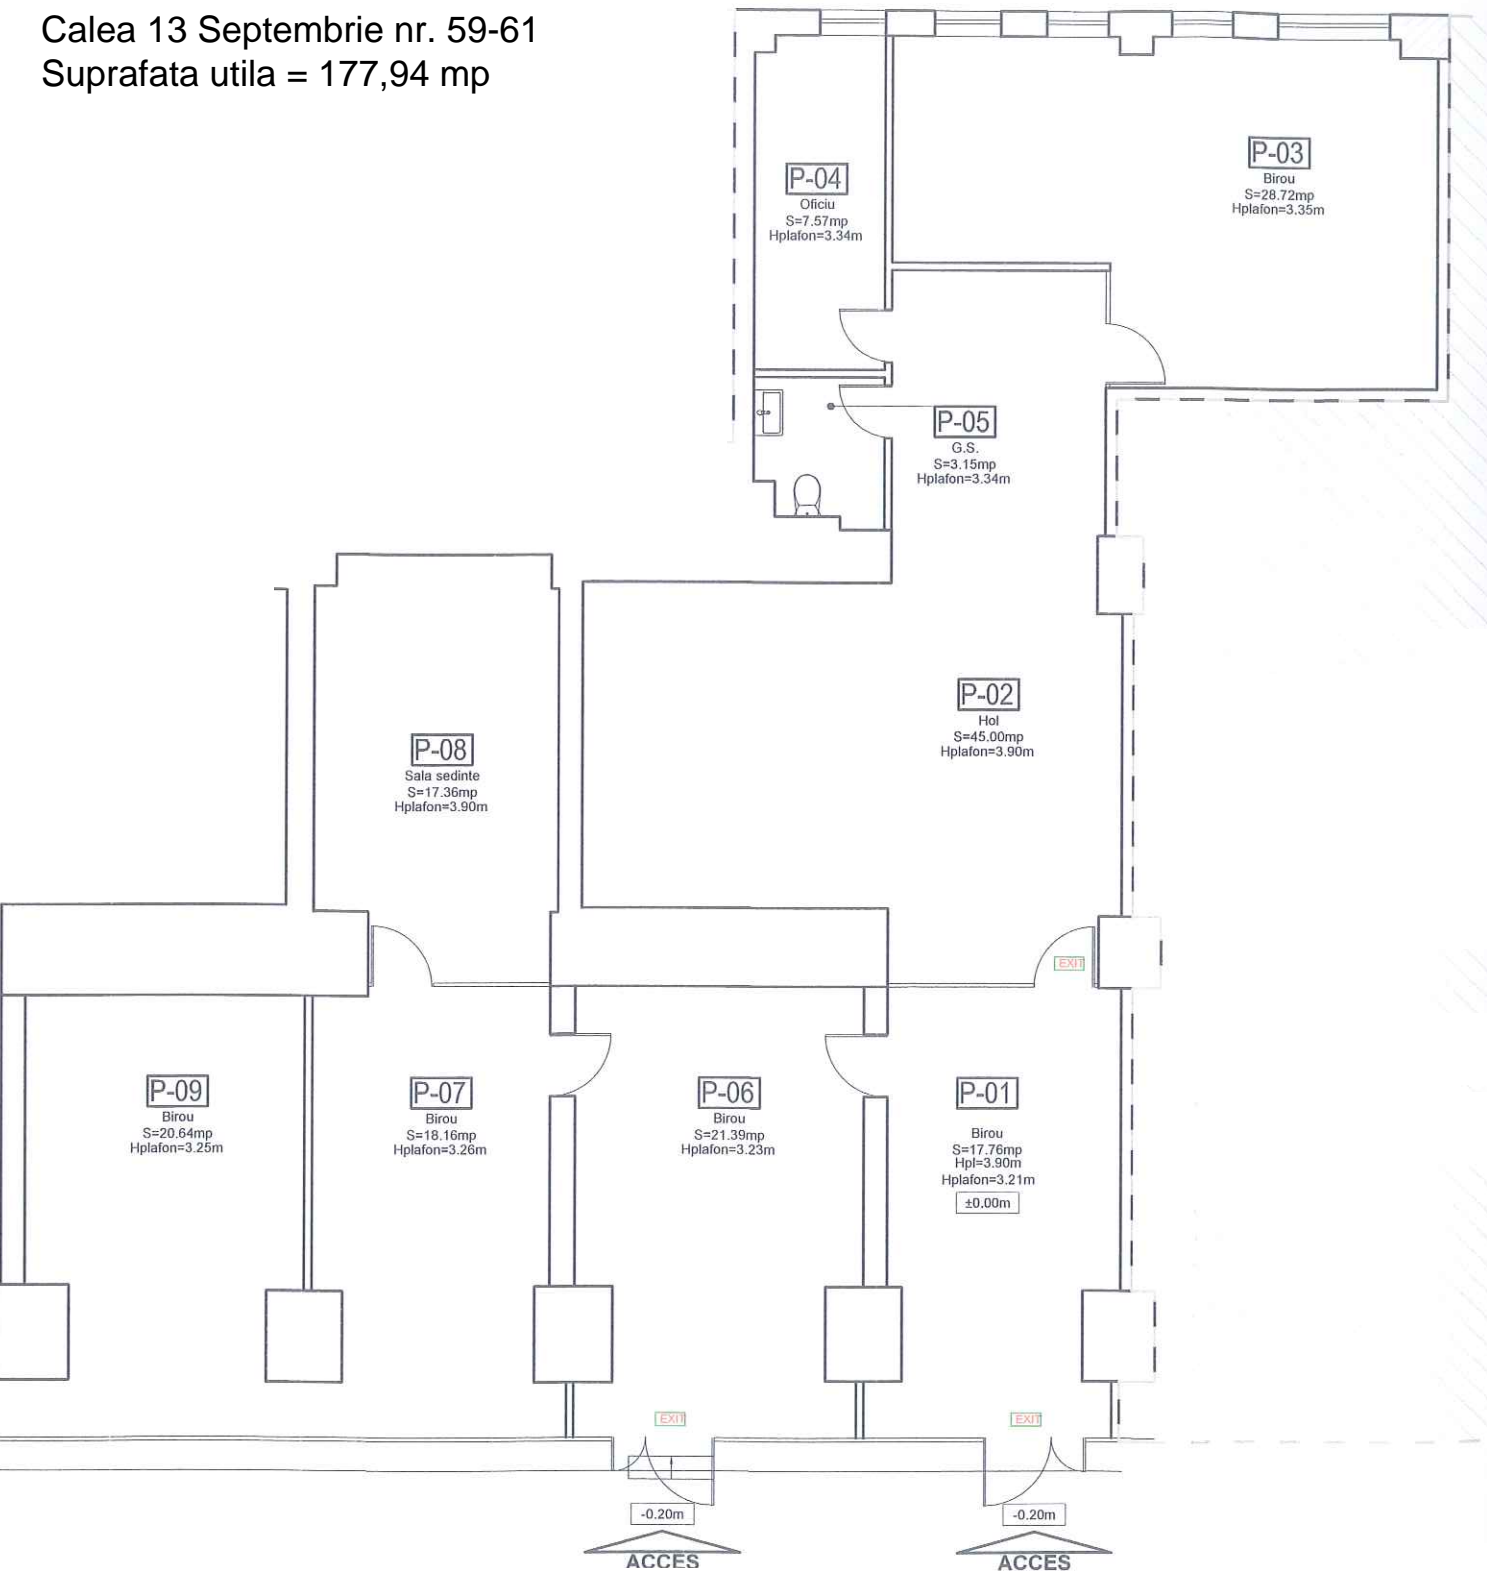 Calea 13 Septembrie nr. 59-61
Suprafata utila = 177,94 mp
P-03
Birou
S=28.72mp
Hplafon=3.35m
P-04
Oficiu
S=7.57mp
Hplafon=3.34m
P-05
G.S.
S=3.15mp
Hplafon=3.34m
P-02
Hol
S=45.00mp
Hplafon=3.90m
P-08
Sala sedinte
S=17.36mp
Hplafon=3.90m
EXIT
P-09
Birou
S=20.64mp
Hplafon=3.25m
P-07
Birou
S=18.16mp
Hplafon=3.26m
P-06
Birou
S=21.39mp
Hplafon=3.23m
P-01
Birou
S=17.76mp
Hpl=3.90m
Hplafon=3.21m
±0.00m
EXIT
EXIT
-0.20m
ACCES
-0.20m
ACCES